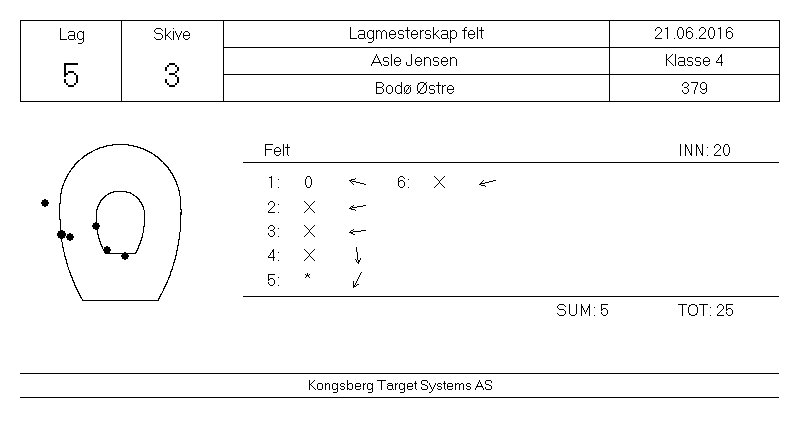 Lag Skive Lagmesterskap felt 21.06.2016
5 3 Asle Jensen Klasse 4
Bodø Østre 379
Felt INN: 20
1: 0 6: X
2: X
3: X
4: X
5: *
SUM: 5 TOT: 25
Kongsberg Target Systems AS